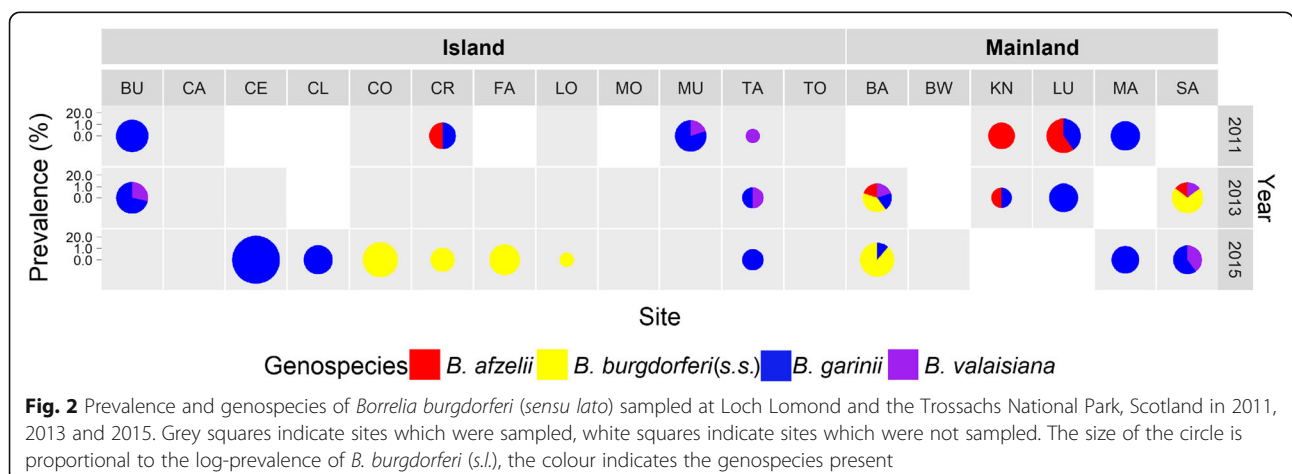 Island Mainland
BU CA CE CL CO CR FA LO MO MU TA TO BA BW KN LU MA SA
Prevalence (%)
20.0
1.0
0.0
2011
20.0
1.0
0.0
2013
20.0
1.0
0.0
2015
Year
Site
Genospecies B. afzelii B. burgdorferi(s.s.) B. garinii B. valaisiana
Fig. 2 Prevalence and genospecies of Borrelia burgdorferi (sensu lato) sampled at Loch Lomond and the Trossachs National Park, Scotland in 2011,
2013 and 2015. Grey squares indicate sites which were sampled, white squares indicate sites which were not sampled. The size of the circle is
proportional to the log-prevalence of B. burgdorferi (s.l.), the colour indicates the genospecies present